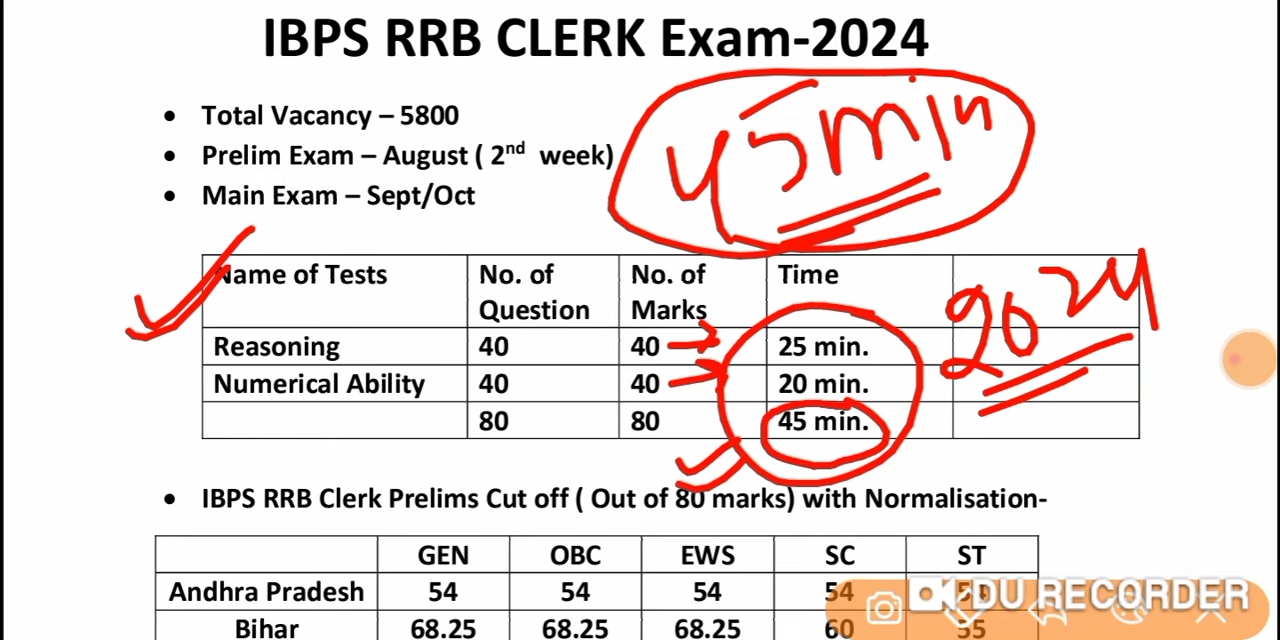 IBPS RRB CLERK Exam-2024
• Total Vacancy – 5800
• Prelim Exam – August ( 2nd week)
• Main Exam – Sept/Oct
45 min
Name of Tests No. of Question No. of Marks Time
Reasoning 40 40 25 min.
Numerical Ability 40 40 20 min.
80 80 45 min.
2024
• IBPS RRB Clerk Prelims Cut off ( Out of 80 marks) with Normalisation-
GEN OBC EWS SC ST
Andhra Pradesh 54 54 54 54 54
Bihar 68.25 68.25 68.25 60 55
DU RECORDER